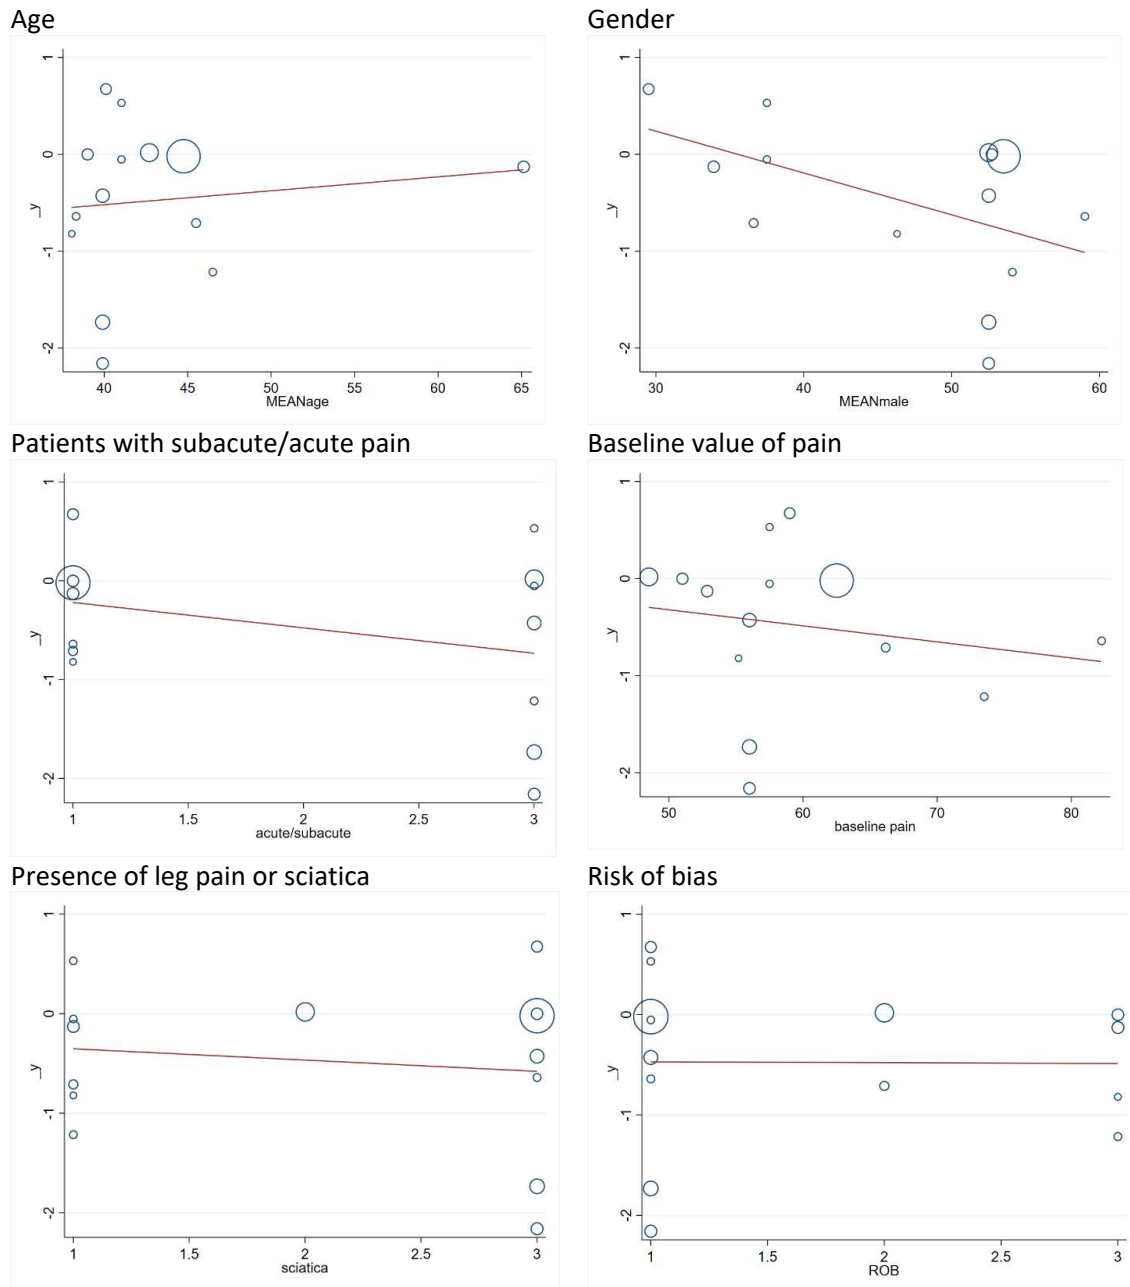 Age
Gender
1
0
-1
-2
_y
40
45
50
55
60
65
MEANage
1
0
-1
-2
_y
30
40
50
60
MEANmale
Patients with subacute/acute pain
Baseline value of pain
1
0
-1
-2
_y
1
1.5
2
2.5
3
acute/subacute
1
0
-1
-2
_y
50
60
70
80
baseline pain
Presence of leg pain or sciatica
Risk of bias
1
0
-1
-2
_y
1
1.5
2
2.5
3
sciatica
1
0
-1
-2
_y
1
1.5
2
2.5
3
ROB